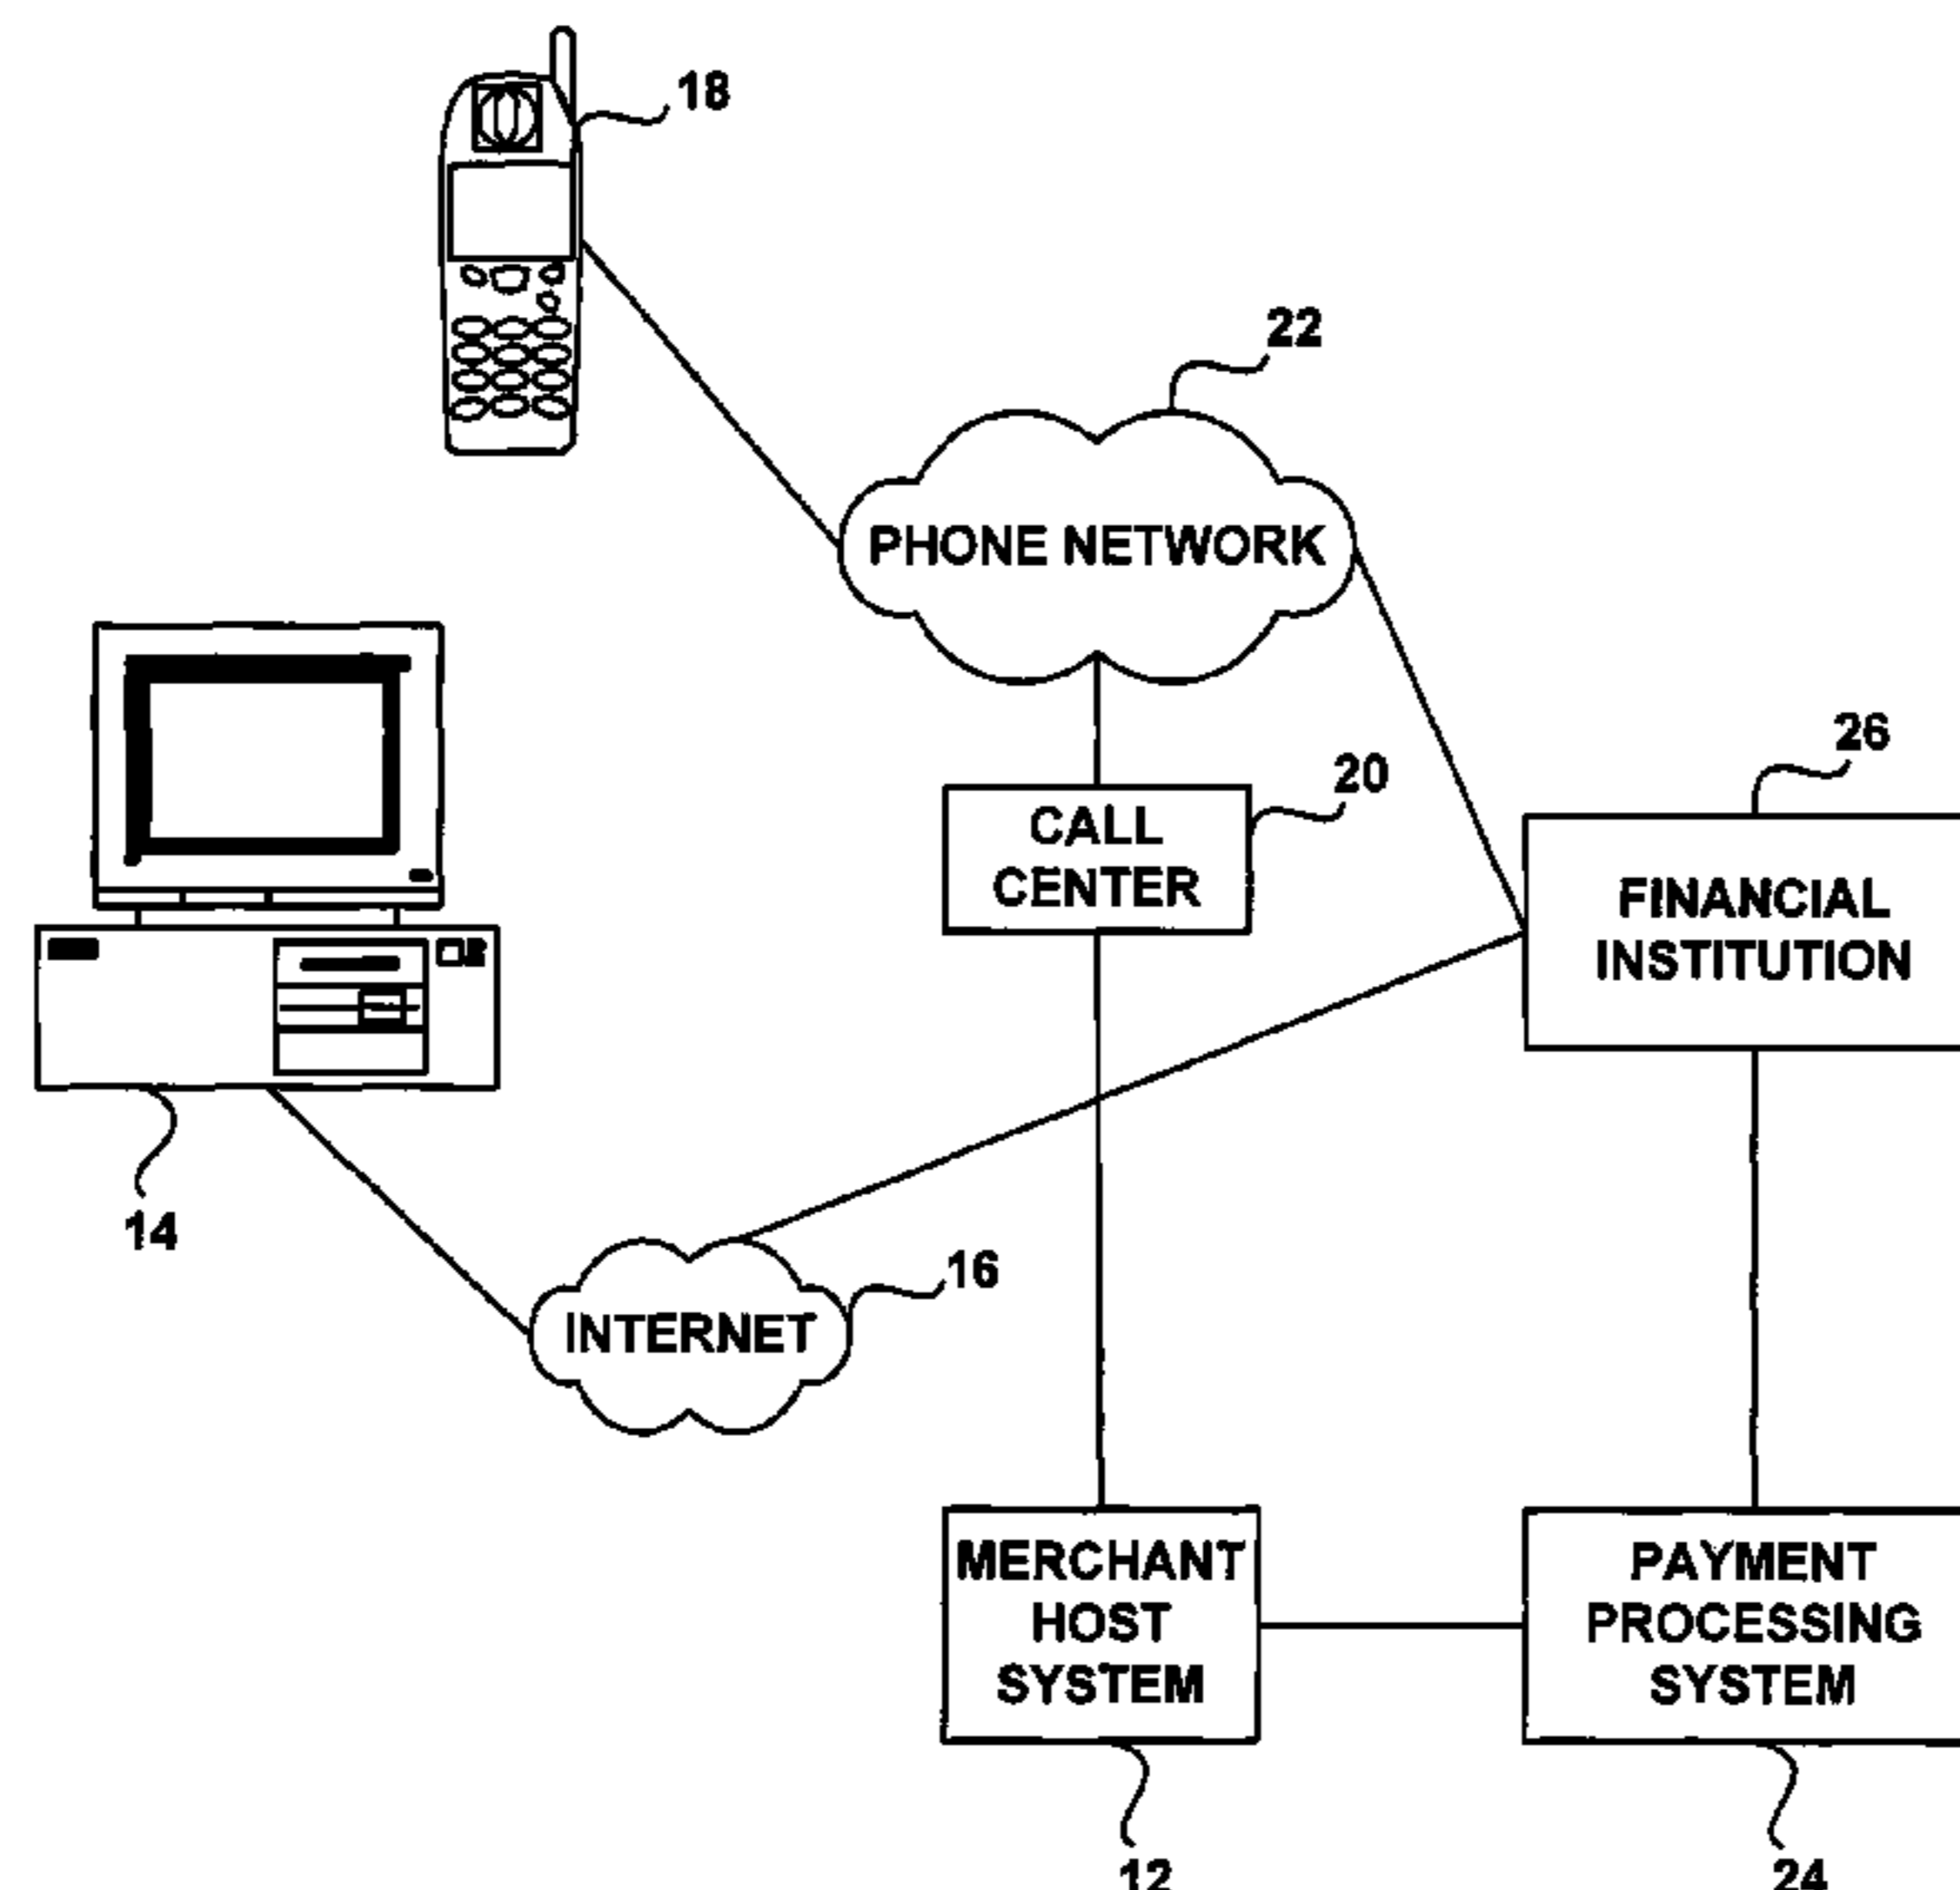 18
22
PHONE NETWORK
26
20
CALL
CENTER
FINANCIAL
INSTITUTION
14
16
INTERNET
MERCHANT
HOST
SYSTEM
PAYMENT
PROCESSING
SYSTEM
12
24